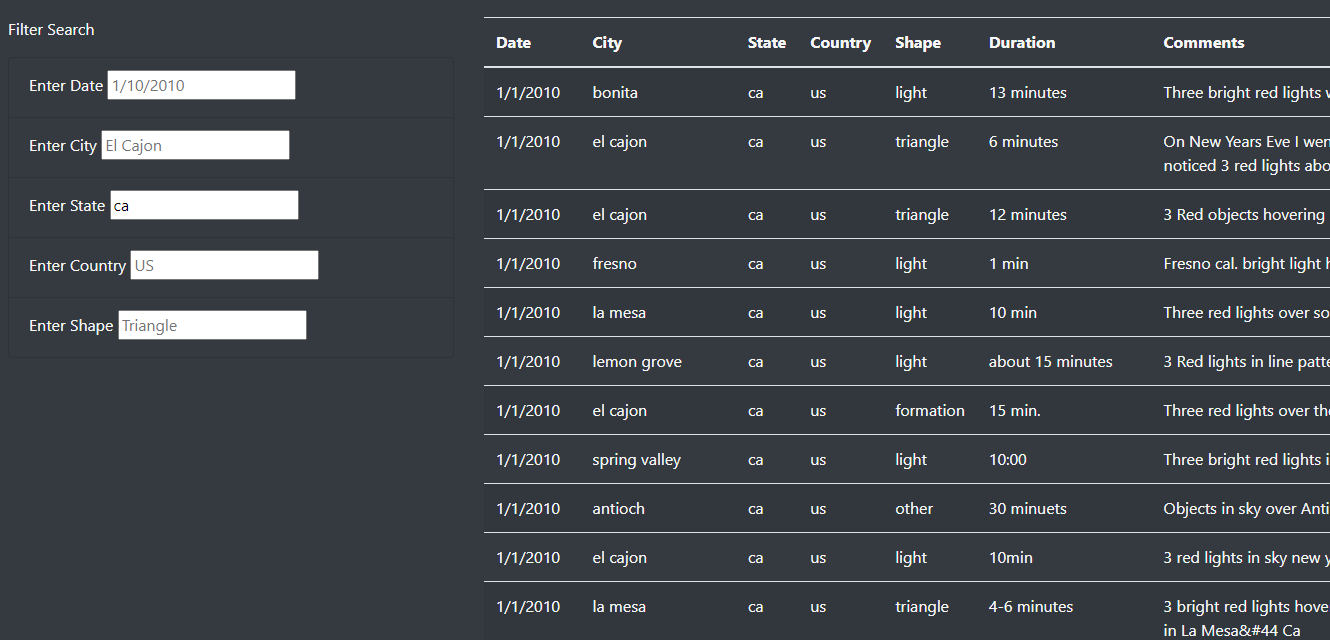 Filter Search
Enter Date 1/10/2010
Enter City El Cajon
Enter State ca
Enter Country US
Enter Shape Triangle
Date City State Country Shape Duration Comments
1/1/2010 bonita ca us light 13 minutes Three bright red lights
1/1/2010 el cajon ca us triangle 6 minutes On New Years Eve I
noticed 3 red lights
1/1/2010 el cajon ca us triangle 12 minutes 3 Red objects hovering
1/1/2010 fresno ca us light 1 min Fresno cal. bright light
1/1/2010 la mesa ca us light 10 min Three red lights over
1/1/2010 lemon grove ca us light about 15 minutes 3 Red lights in line
1/1/2010 el cajon ca us formation 15 min. Three red lights over
1/1/2010 spring valley ca us light 10:00 Three bright red lights
1/1/2010 antioch ca us other 30 minuets Objects in sky over
1/1/2010 el cajon ca us light 10min 3 red lights in sky new
1/1/2010 la mesa ca us triangle 4-6 minutes 3 bright red lights
in La Mesa&#44 Ca